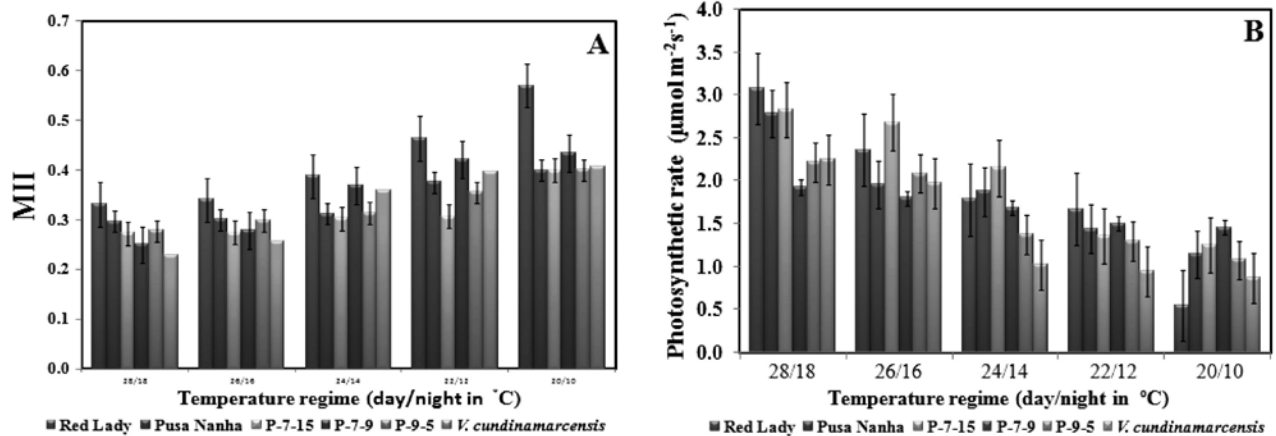 A
0.7
0.6
0.5
0.4
0.3
0.2
0.1
0.0
MII
28/18 26/16 24/14 22/12 20/10
Temperature regime (day/night in °C)
Red Lady Pusa Nanha P-7-15 P-7-9 P-9-5 V. cundinamarcensis
B
4.0
3.5
3.0
2.5
2.0
1.5
1.0
0.5
0.0
Photosynthetic rate (µmol m⁻² s⁻¹)
28/18 26/16 24/14 22/12 20/10
Temperature regime (day/night in °C)
Red Lady Pusa Nanha P-7-15 P-7-9 P-9-5 V. cundinamarcensis